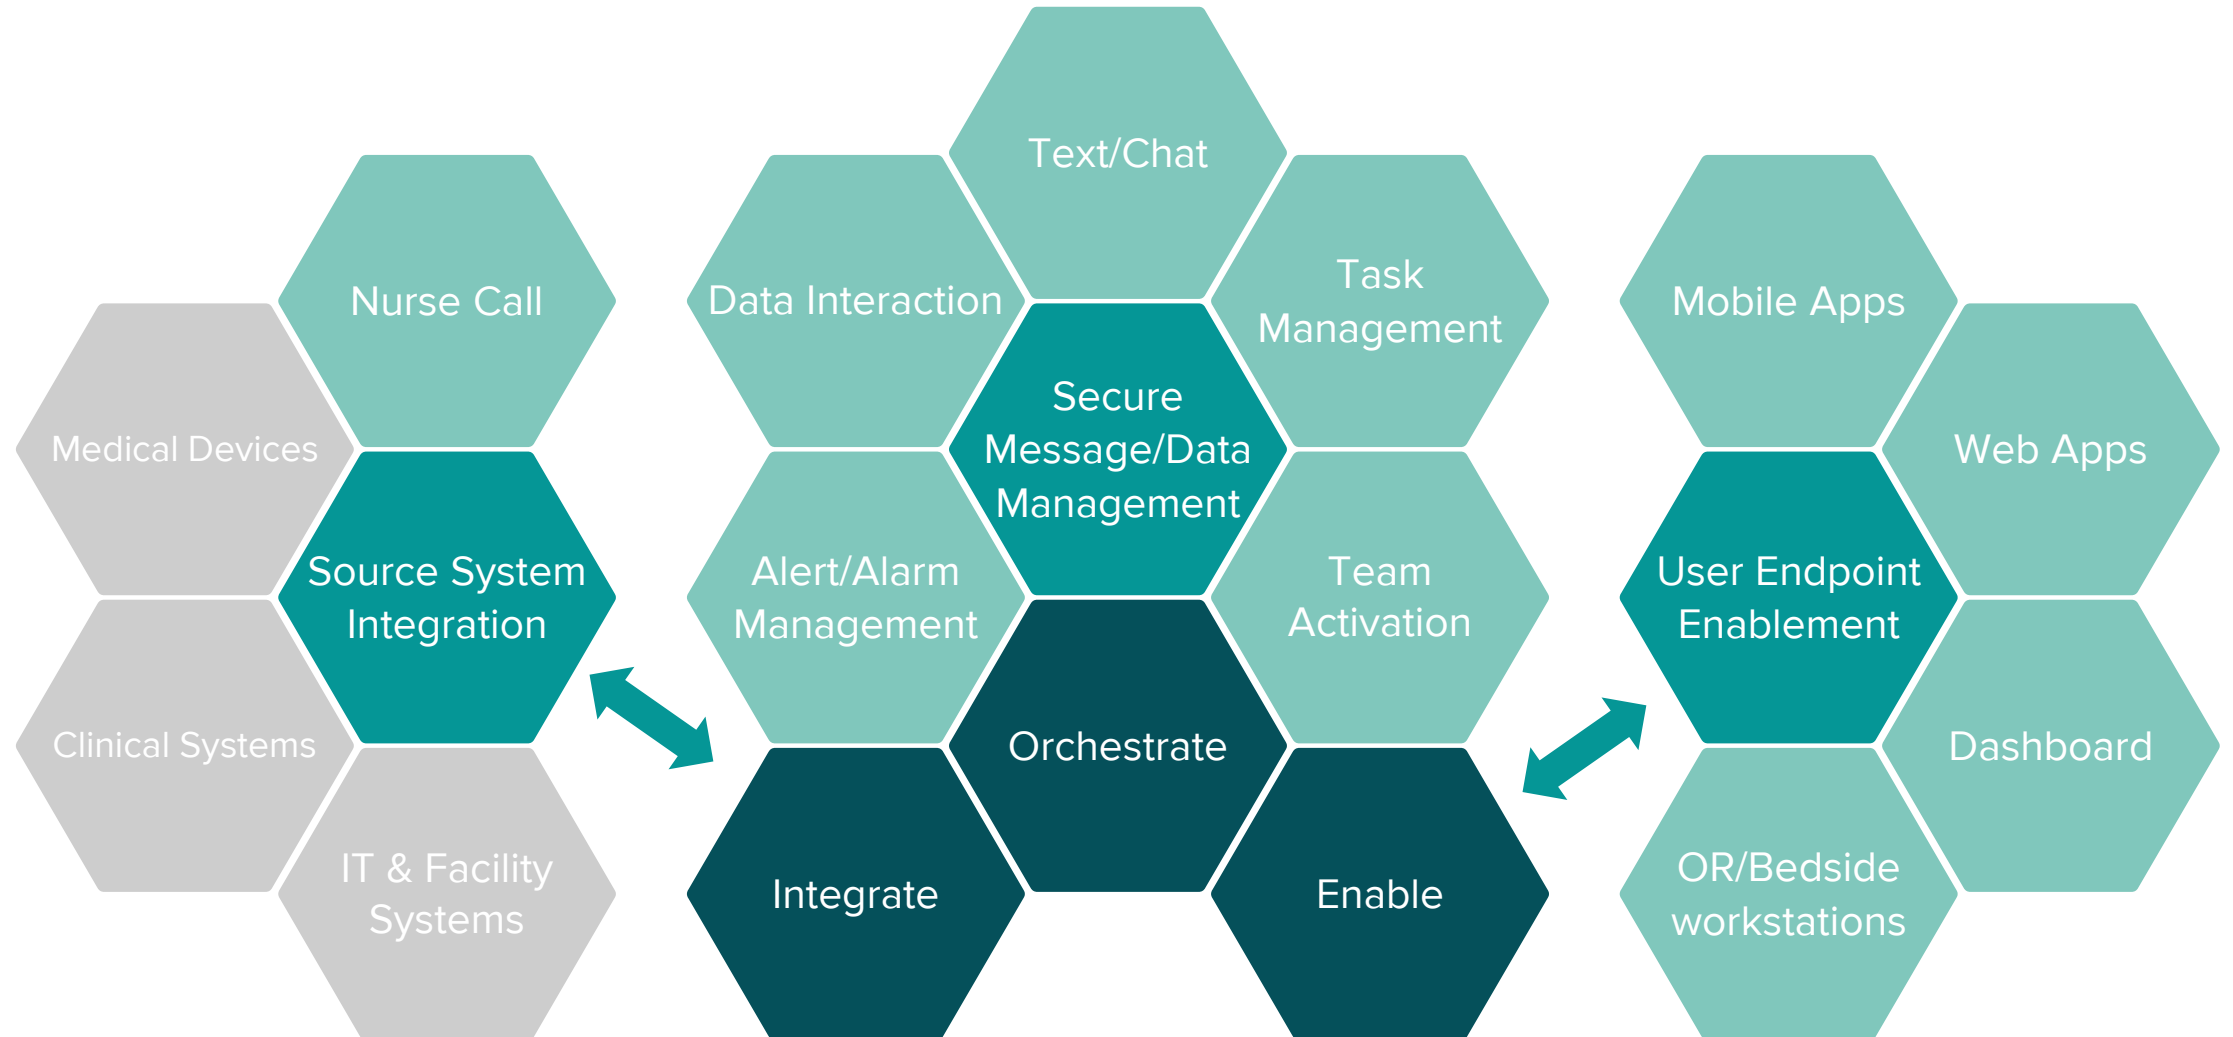 Nurse Call
Medical Devices
Source System
Integration
Clinical Systems
IT & Facility
Systems
Text/Chat
Data Interaction
Task
Management
Secure
Message/Data
Management
Alert/Alarm
Management
Team
Activation
Orchestrate
Integrate
Enable
Mobile Apps
Web Apps
User Endpoint
Enablement
Dashboard
OR/Bedside
workstations